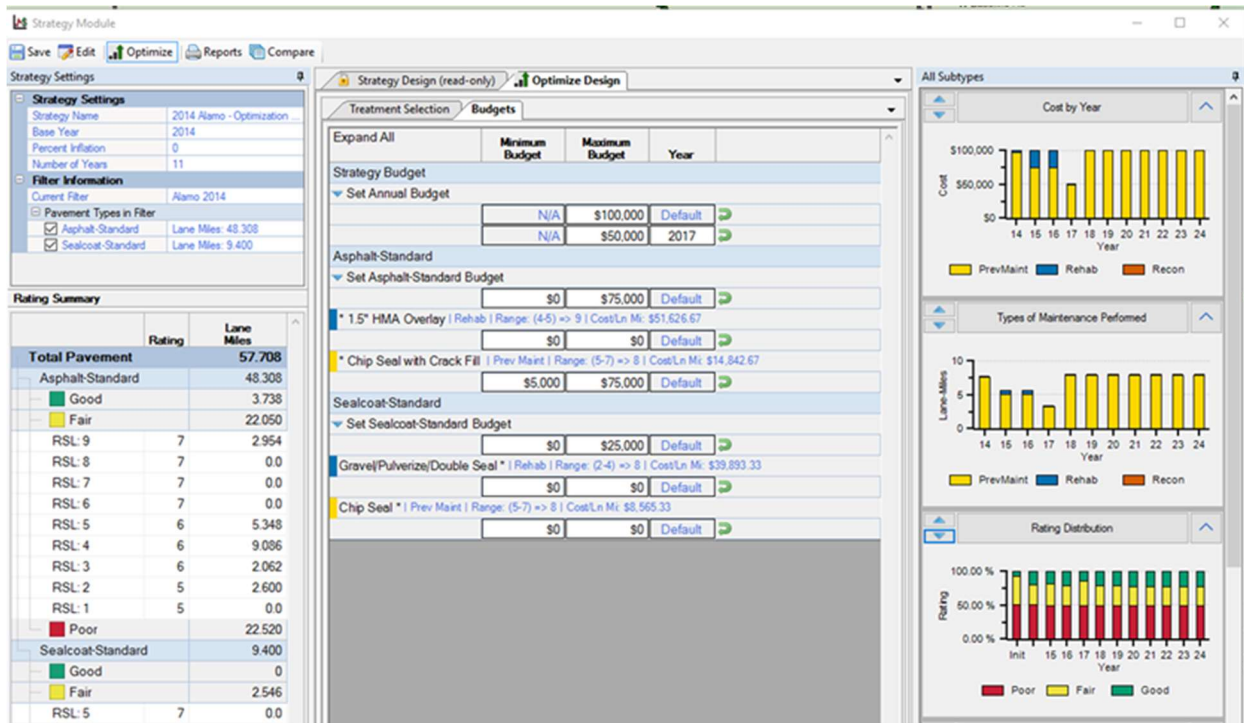 Strategy Module
Save Edit Optimize Reports Compare
Strategy Settings
Strategy Settings
Strategy Name 2014 Alamo - Optimization ...
Base Year 2014
Percent Inflation 0
Number of Years 11
Filter Information
Current Filter Alamo 2014
Pavement Types in Filter
Asphalt-Standard Lane Miles: 48.308
Sealcoat-Standard Lane Miles: 9.400
Rating Summary
Rating Lane Miles
Total Pavement 57.708
Asphalt-Standard 48.308
Good 3.738
Fair 22.050
RSL: 9 7 2.954
RSL: 8 7 0.0
RSL: 7 7 0.0
RSL: 6 7 0.0
RSL: 5 6 5.348
RSL: 4 6 9.086
RSL: 3 6 2.062
RSL: 2 5 2.600
RSL: 1 5 0.0
Poor 22.520
Sealcoat-Standard 9.400
Good 0
Fair 2.546
RSL: 5 7 0.0
Strategy Design (read-only) Optimize Design
Treatment Selection Budgets
Expand All Minimum Budget Maximum Budget Year
Strategy Budget
Set Annual Budget
N/A $100,000 Default
N/A $50,000 2017
Asphalt-Standard
Set Asphalt-Standard Budget
$0 $75,000 Default
* 1.5" HMA Overlay | Rehab | Range: (4-5) => 9 | Cost/Ln Mi: $51,626.67
$0 $0 Default
* Chip Seal with Crack Fill | Prev Maint | Range: (5-7) => 8 | Cost/Ln Mi: $14,842.67
$5,000 $75,000 Default
Sealcoat-Standard
Set Sealcoat-Standard Budget
$0 $25,000 Default
Gravel/Pulverize/Double Seal * | Rehab | Range: (2-4) => 8 | Cost/Ln Mi: $39,893.33
$0 $0 Default
Chip Seal * | Prev Maint | Range: (5-7) => 8 | Cost/Ln Mi: $8,565.33
$0 $0 Default
All Subtypes
Cost by Year
$100,000
$50,000
$0
Cost
14 15 16 17 18 19 20 21 22 23 24
Year
PrevMaint Rehab Recon
Types of Maintenance Performed
10
5
0
Lane-Miles
14 15 16 17 18 19 20 21 22 23 24
Year
PrevMaint Rehab Recon
Rating Distribution
100.00 %
50.00 %
0.00 %
Rating
Init 15 16 17 18 19 20 21 22 23 24
Year
Poor Fair Good